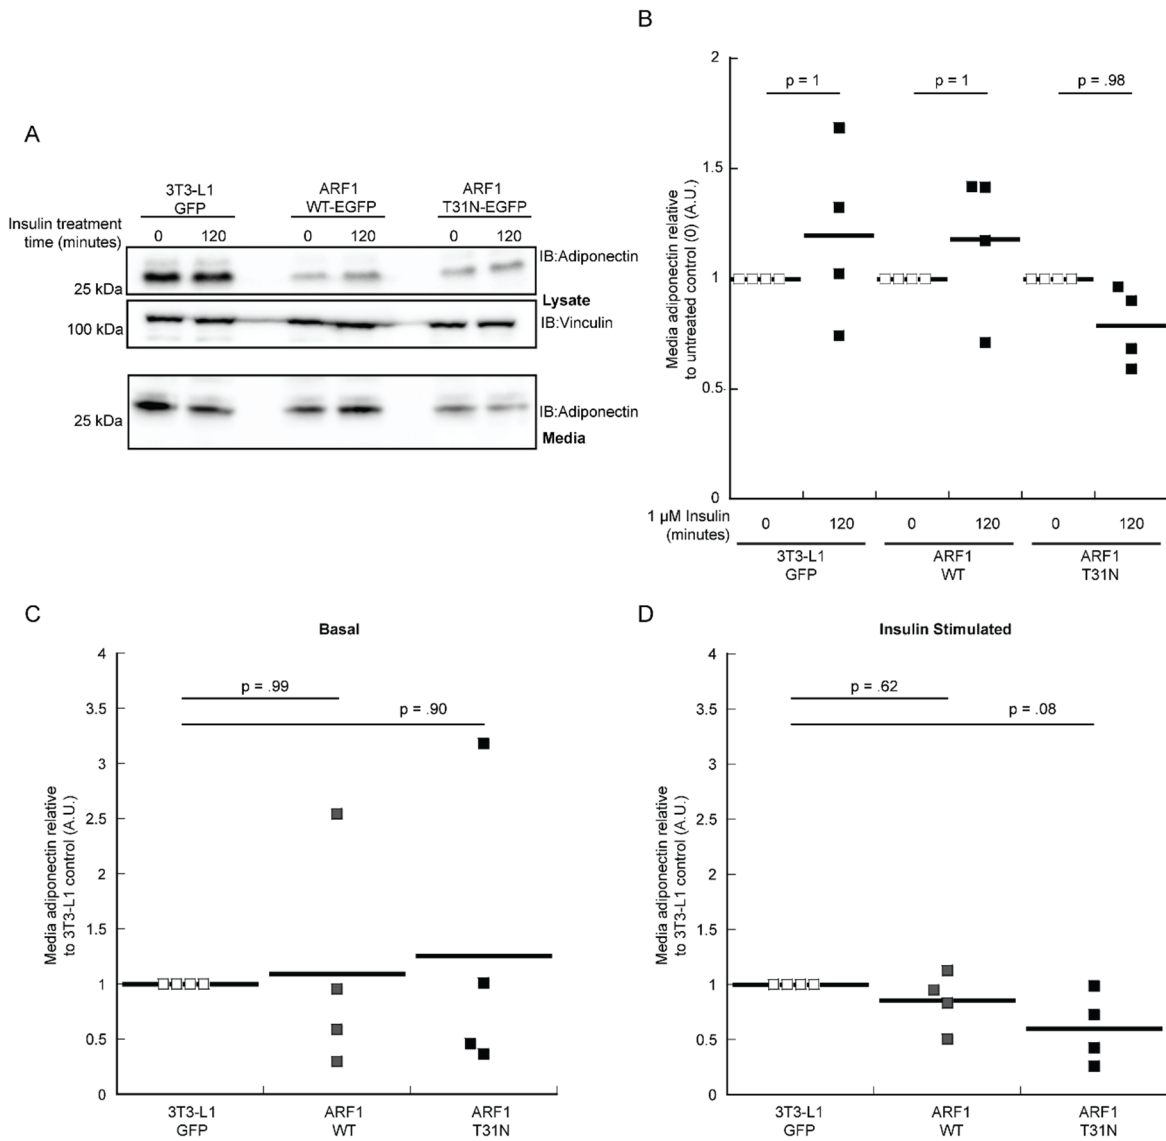 A
3T3-L1
GFP
ARF1
WT-EGFP
ARF1
T31N-EGFP
Insulin treatment
time (minutes)
0 120 0 120 0 120
IB:Adiponectin
25 kDa
Lysate
100 kDa
IB:Vinculin
25 kDa
IB:Adiponectin
Media
B
Media adiponectin relative
to untreated control (0) (A.U.)
2
1.5
1
0.5
0
p = 1
p = 1
p = .98
1 µM Insulin
(minutes)
0 120 0 120 0 120
3T3-L1
GFP
ARF1
WT
ARF1
T31N
C
Basal
Media adiponectin relative
to 3T3-L1 control (A.U.)
4
3.5
3
2.5
2
1.5
1
0.5
0
p = .99
p = .90
3T3-L1
GFP
ARF1
WT
ARF1
T31N
D
Insulin Stimulated
Media adiponectin relative
to 3T3-L1 control (A.U.)
4
3.5
3
2.5
2
1.5
1
0.5
0
p = .62
p = .08
3T3-L1
GFP
ARF1
WT
ARF1
T31N